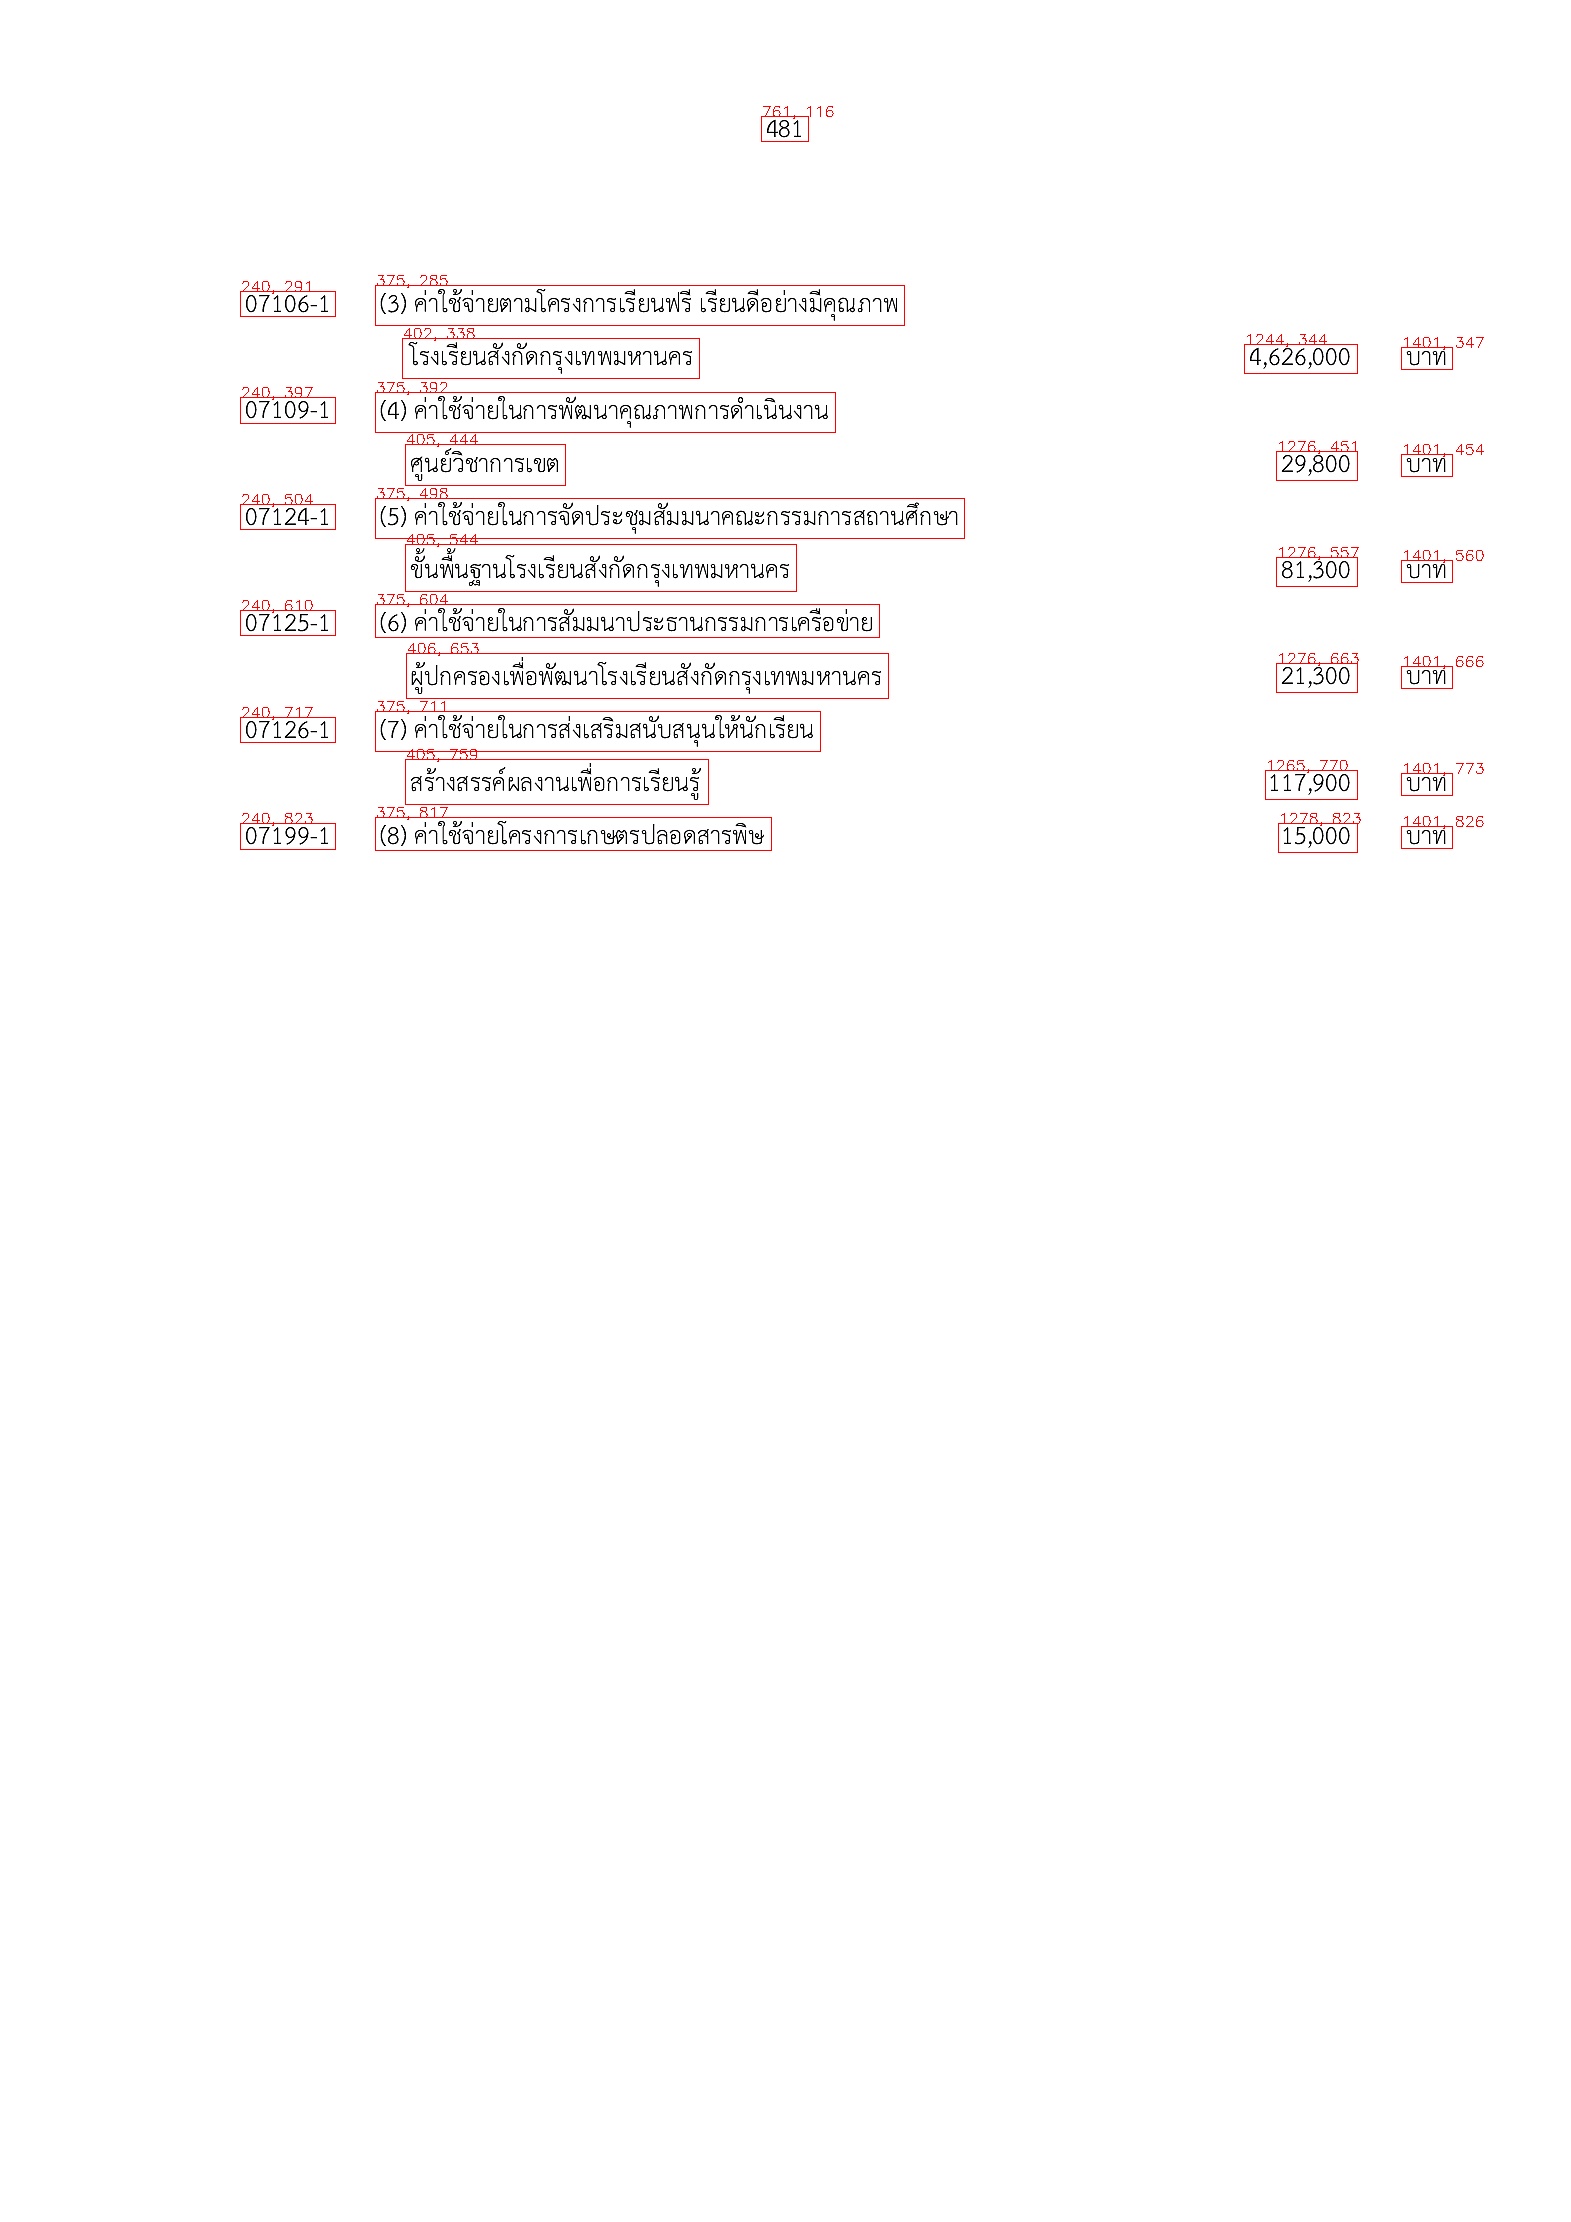 761, 116
481
240, 291 375, 285
07106-1 (3) ค่าใช้จ่ายตามโครงการเรียนฟรี เรียนดีอย่างมีคุณภาพ
402, 338 1244, 344 1401, 347
โรงเรียนสังกัดกรุงเทพมหานคร 4,626,000 บาท
240, 397 375, 392
07109-1 (4) ค่าใช้จ่ายในการพัฒนาคุณภาพการดำเนินงาน
405, 444 1276, 451 1401, 454
ศูนย์วิชาการเขต 29,800 บาท
240, 504 375, 498
07124-1 (5) ค่าใช้จ่ายในการจัดประชุมสัมมนาคณะกรรมการสถานศึกษา
405, 544 1276, 557 1401, 560
ขั้นพื้นฐานโรงเรียนสังกัดกรุงเทพมหานคร 81,300 บาท
240, 610 375, 604
07125-1 (6) ค่าใช้จ่ายในการสัมมนาประธานกรรมการเครือข่าย
406, 653 1276, 663 1401, 666
ผู้ปกครองเพื่อพัฒนาโรงเรียนสังกัดกรุงเทพมหานคร 21,300 บาท
240, 717 375, 711
07126-1 (7) ค่าใช้จ่ายในการส่งเสริมสนับสนุนให้นักเรียน
405, 759 1265, 770 1401, 773
สร้างสรรค์ผลงานเพื่อการเรียนรู้ 117,900 บาท
240, 823 375, 817 1278, 823 1401, 826
07199-1 (8) ค่าใช้จ่ายโครงการเกษตรปลอดสารพิษ 15,000 บาท